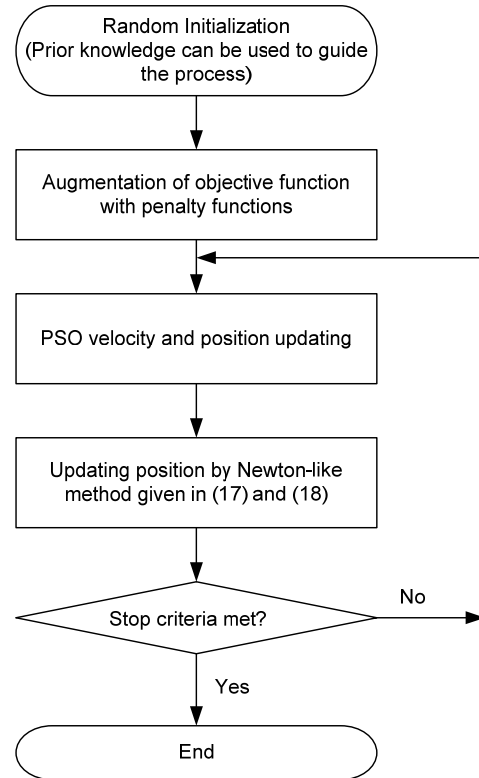 Random Initialization
(Prior knowledge can be used to guide
the process)
Augmentation of objective function
with penalty functions
PSO velocity and position updating
Updating position by Newton-like
method given in (17) and (18)
Stop criteria met?
No
Yes
End